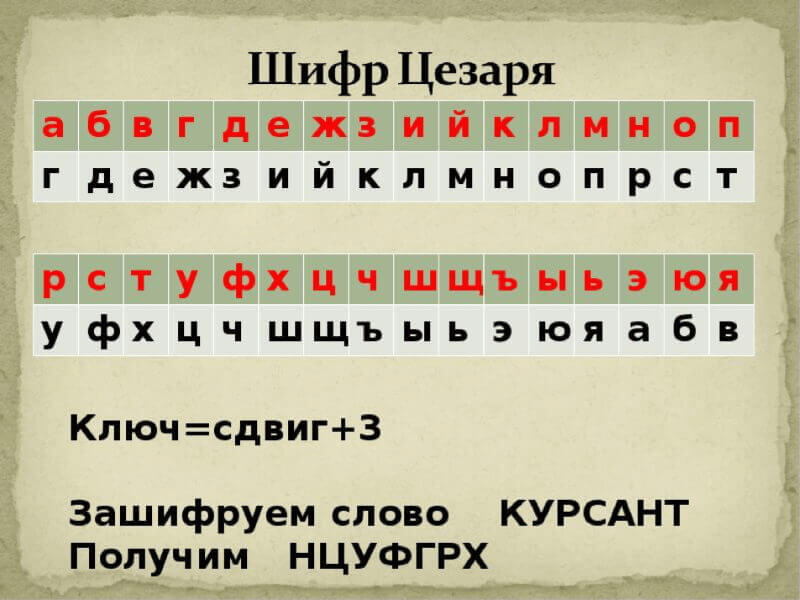 Шифр Цезаря
а б в г д е ж з и й к л м н о п
г д е ж з и й к л м н о п р с т
р с т у ф х ц ч ш щ ъ ы ь э ю я
у ф х ц ч ш щ ъ ы ь э ю я а б в
Ключ=сдвиг+3
Зашифруем слово КУРСАНТ
Получим НЦУФГРХ